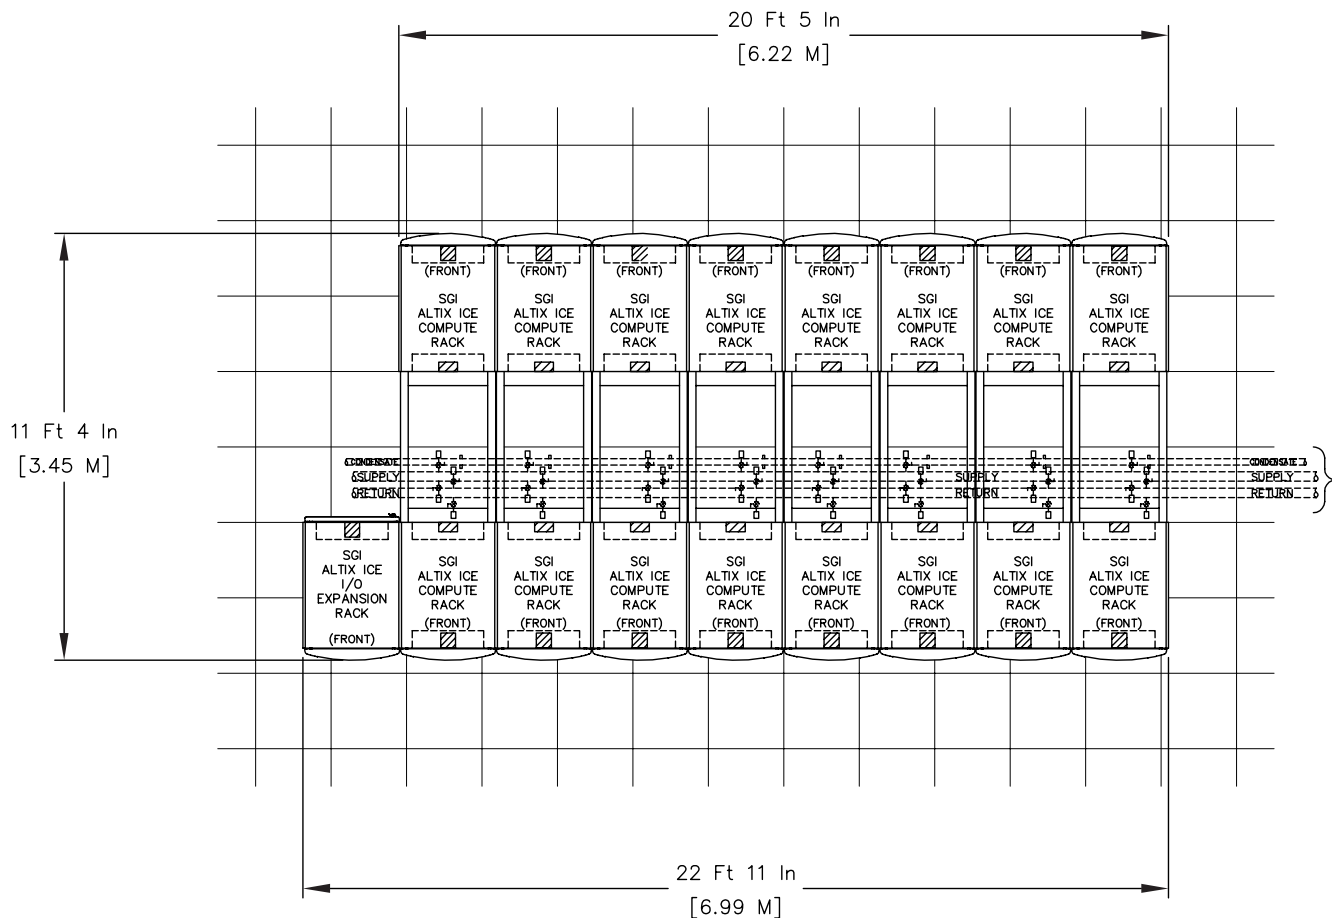 20 Ft 5 In
[6.22 M]
(FRONT) (FRONT) (FRONT) (FRONT) (FRONT) (FRONT) (FRONT) (FRONT)
SGI SGI SGI SGI SGI SGI SGI SGI
ALTIX ICE ALTIX ICE ALTIX ICE ALTIX ICE ALTIX ICE ALTIX ICE ALTIX ICE ALTIX ICE
COMPUTE COMPUTE COMPUTE COMPUTE COMPUTE COMPUTE COMPUTE COMPUTE
RACK RACK RACK RACK RACK RACK RACK RACK
11 Ft 4 In
[3.45 M]
CONDENSATE CONDENSATE
SUPPLY SUPPLY SUPPLY
RETURN RETURN RETURN
SGI
ALTIX ICE
I/O
EXPANSION
RACK
(FRONT)
SGI SGI SGI SGI SGI SGI SGI SGI
ALTIX ICE ALTIX ICE ALTIX ICE ALTIX ICE ALTIX ICE ALTIX ICE ALTIX ICE ALTIX ICE
COMPUTE COMPUTE COMPUTE COMPUTE COMPUTE COMPUTE COMPUTE COMPUTE
RACK RACK RACK RACK RACK RACK RACK RACK
(FRONT) (FRONT) (FRONT) (FRONT) (FRONT) (FRONT) (FRONT) (FRONT)
22 Ft 11 In
[6.99 M]